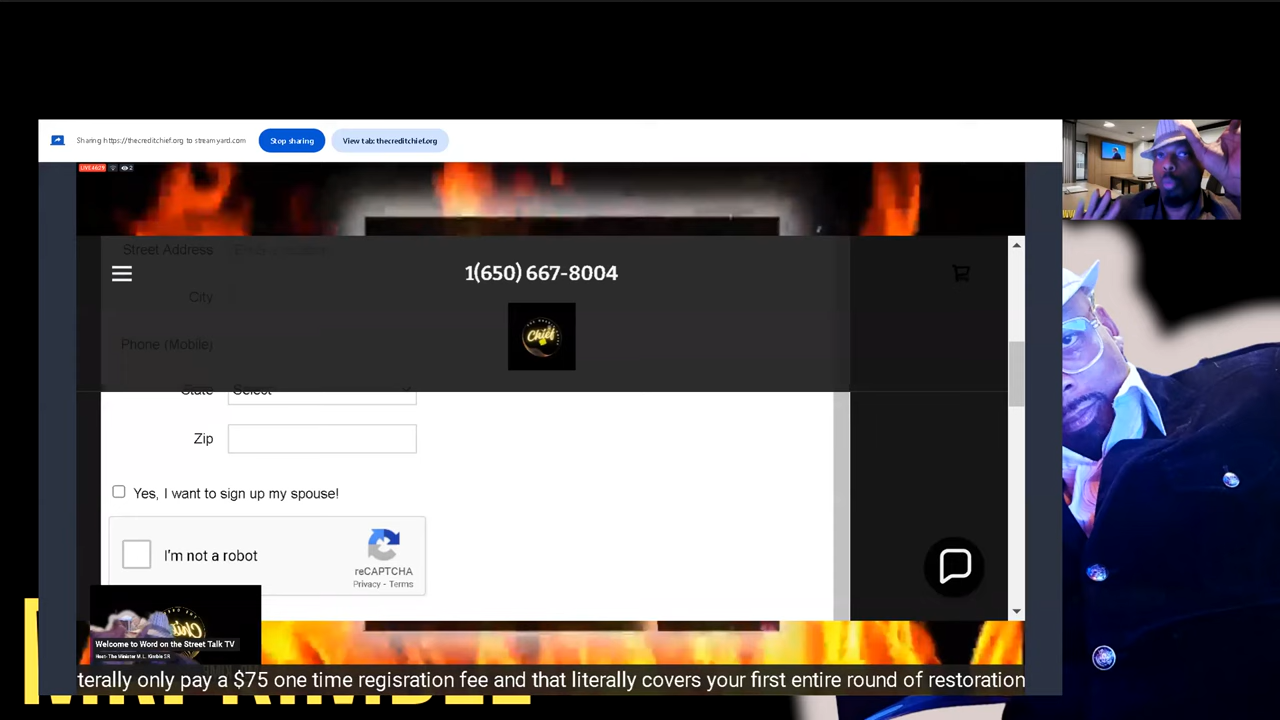 Sharing https://thecreditchief.org to streamyard.com
Stop sharing
View tab: thecreditchief.org
2
Street Address
City
1(650) 667-8004
Chief
Phone (Mobile)
State
Select
Zip
Yes, I want to sign up my spouse!
I'm not a robot
reCAPTCHA
Privacy - Terms
Welcome to Word on the Street Talk TV
terally only pay a $75 one time regisration fee and that literally covers your first entire round of restoration